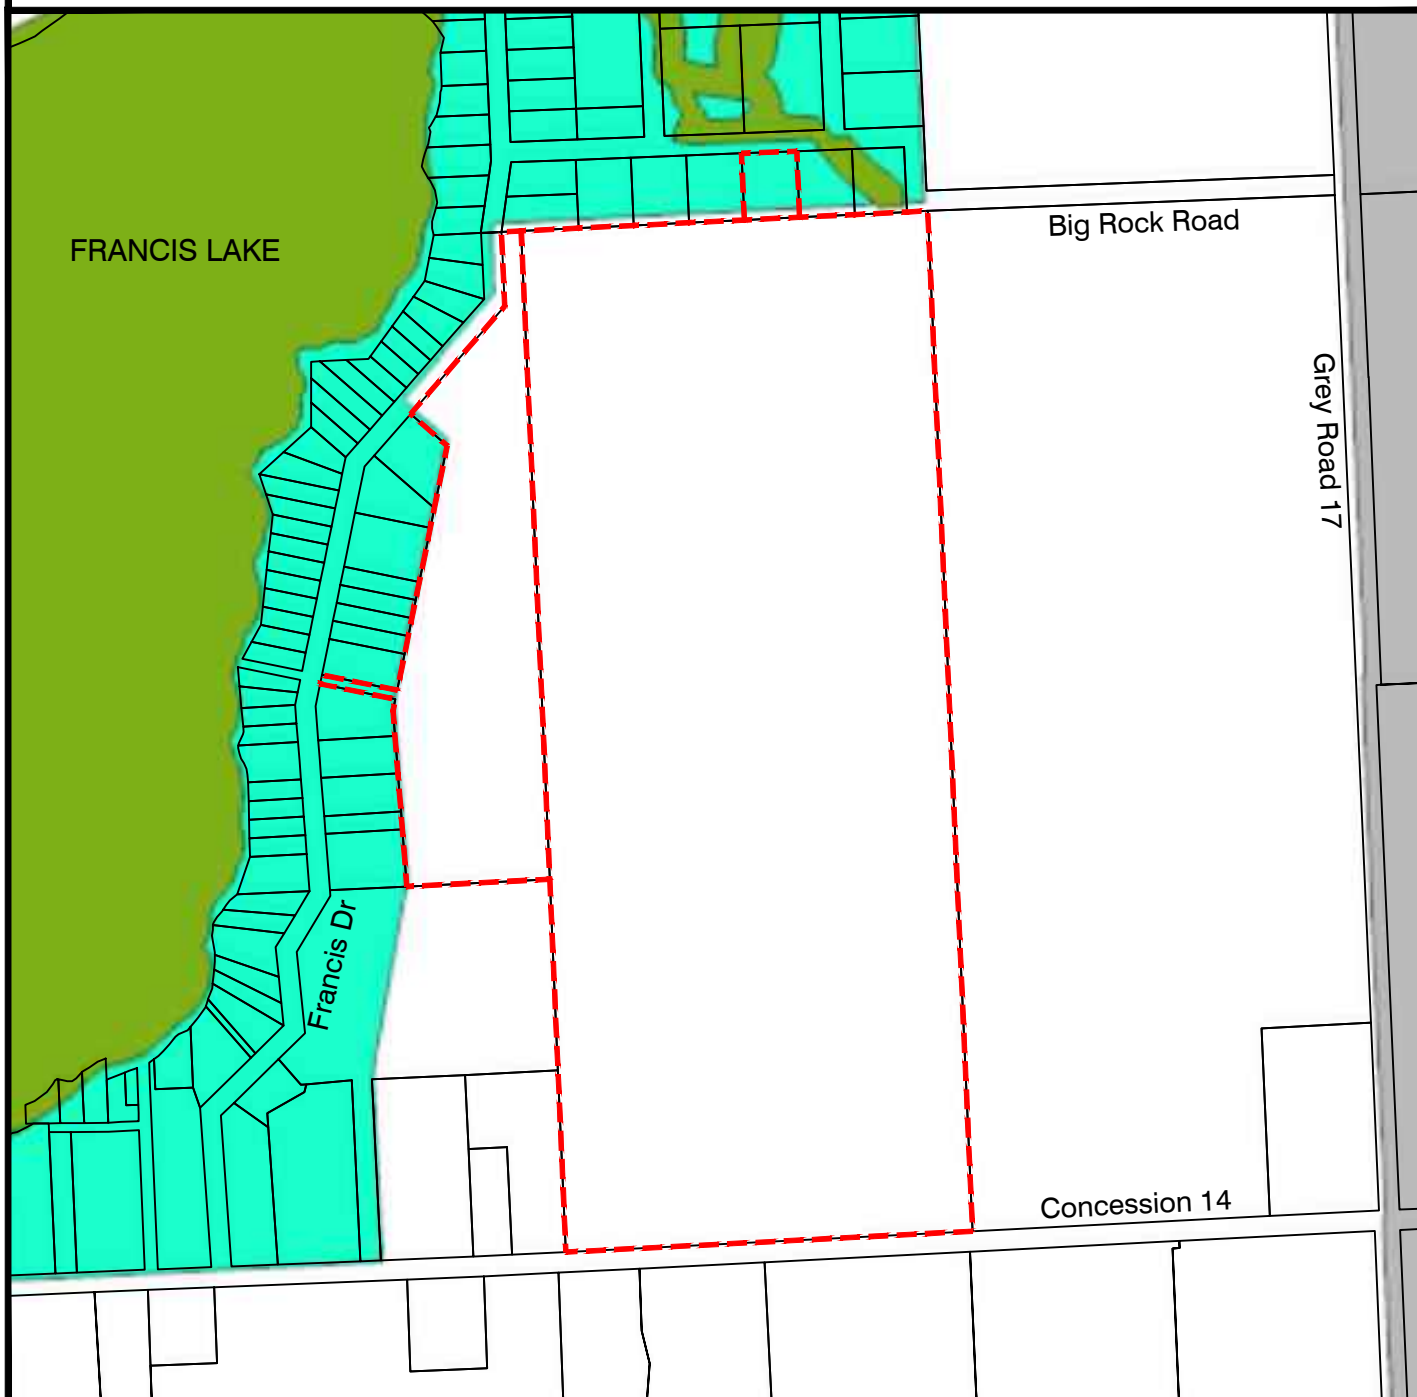 FRANCIS LAKE
Big Rock Road
Grey Road 17
Francis Dr
Concession 14